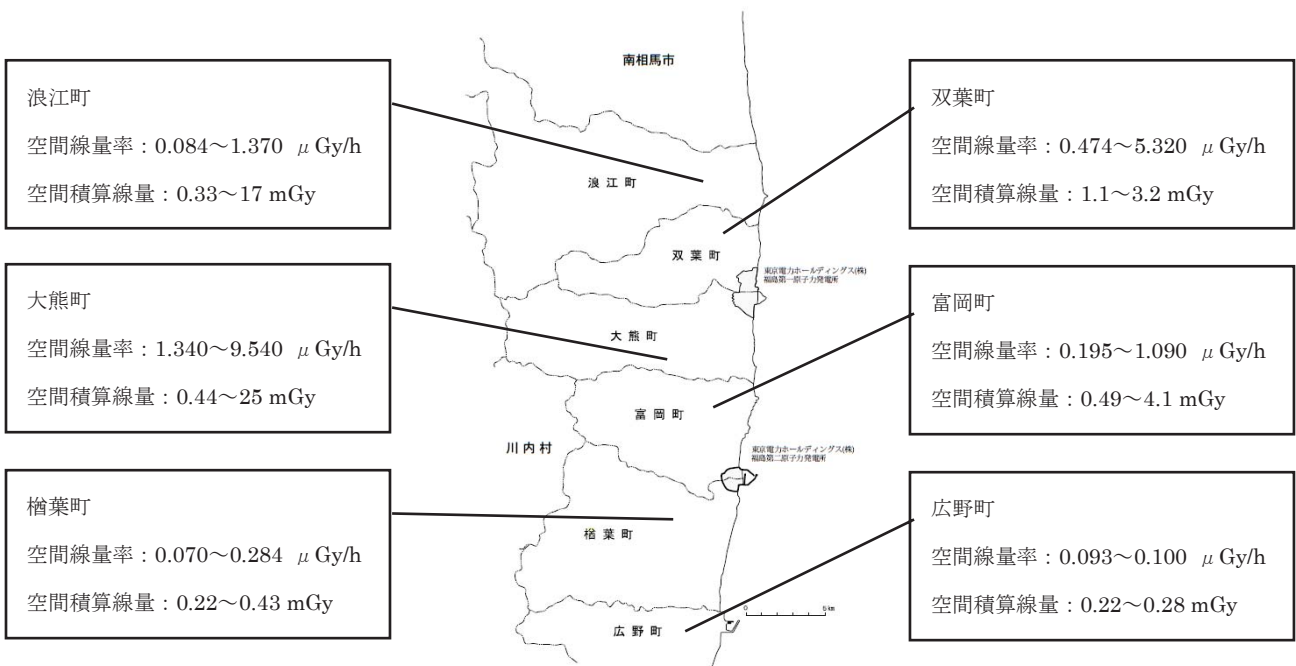 南相馬市
浪江町
空間線量率：0.084～1.370 μGy/h
空間積算線量：0.33～17 mGy
双葉町
空間線量率：0.474～5.320 μGy/h
空間積算線量：1.1～3.2 mGy
浪江町
双葉町
東京電力ホールディングス(株)
福島第一原子力発電所
大熊町
空間線量率：1.340～9.540 μGy/h
空間積算線量：0.44～25 mGy
富岡町
空間線量率：0.195～1.090 μGy/h
空間積算線量：0.49～4.1 mGy
大熊町
富岡町
川内村
東京電力ホールディングス(株)
福島第二原子力発電所
楢葉町
空間線量率：0.070～0.284 μGy/h
空間積算線量：0.22～0.43 mGy
広野町
空間線量率：0.093～0.100 μGy/h
空間積算線量：0.22～0.28 mGy
楢葉町
0 5km
広野町